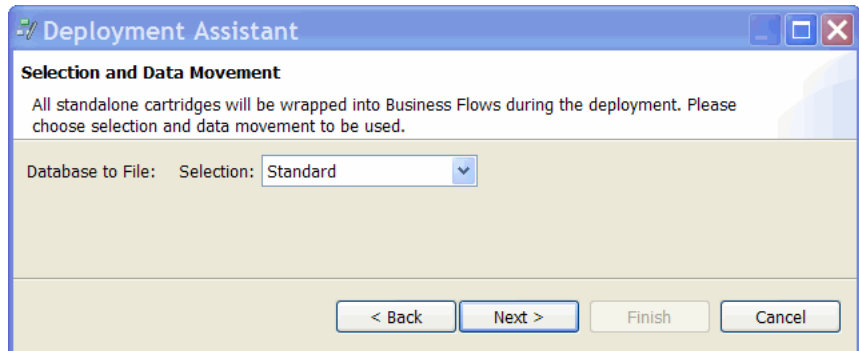 Deployment Assistant
Selection and Data Movement
All standalone cartridges will be wrapped into Business Flows during the deployment. Please
choose selection and data movement to be used.
Database to File: Selection: Standard
< Back Next > Finish Cancel